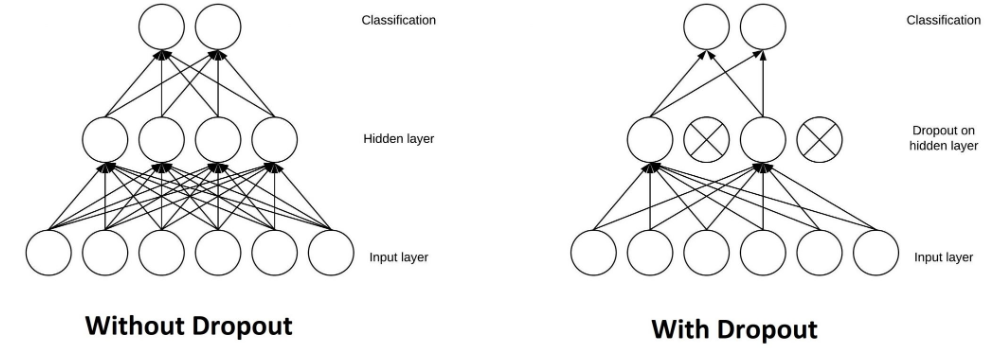 Classification
Hidden layer
Input layer
Without Dropout
Classification
Dropout on
hidden layer
Input layer
With Dropout